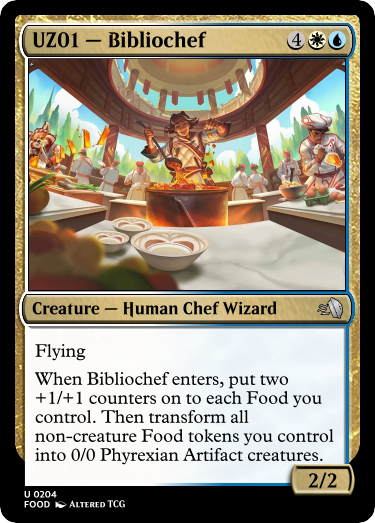 UZ01 — Bibliochef 4
Creature — Human Chef Wizard
Flying
When Bibliochef enters, put two
+1/+1 counters on to each Food you
control. Then transform all
non-creature Food tokens you control
into 0/0 Phyrexian Artifact creatures.
2/2
U 0204
FOOD ALTERED TCG